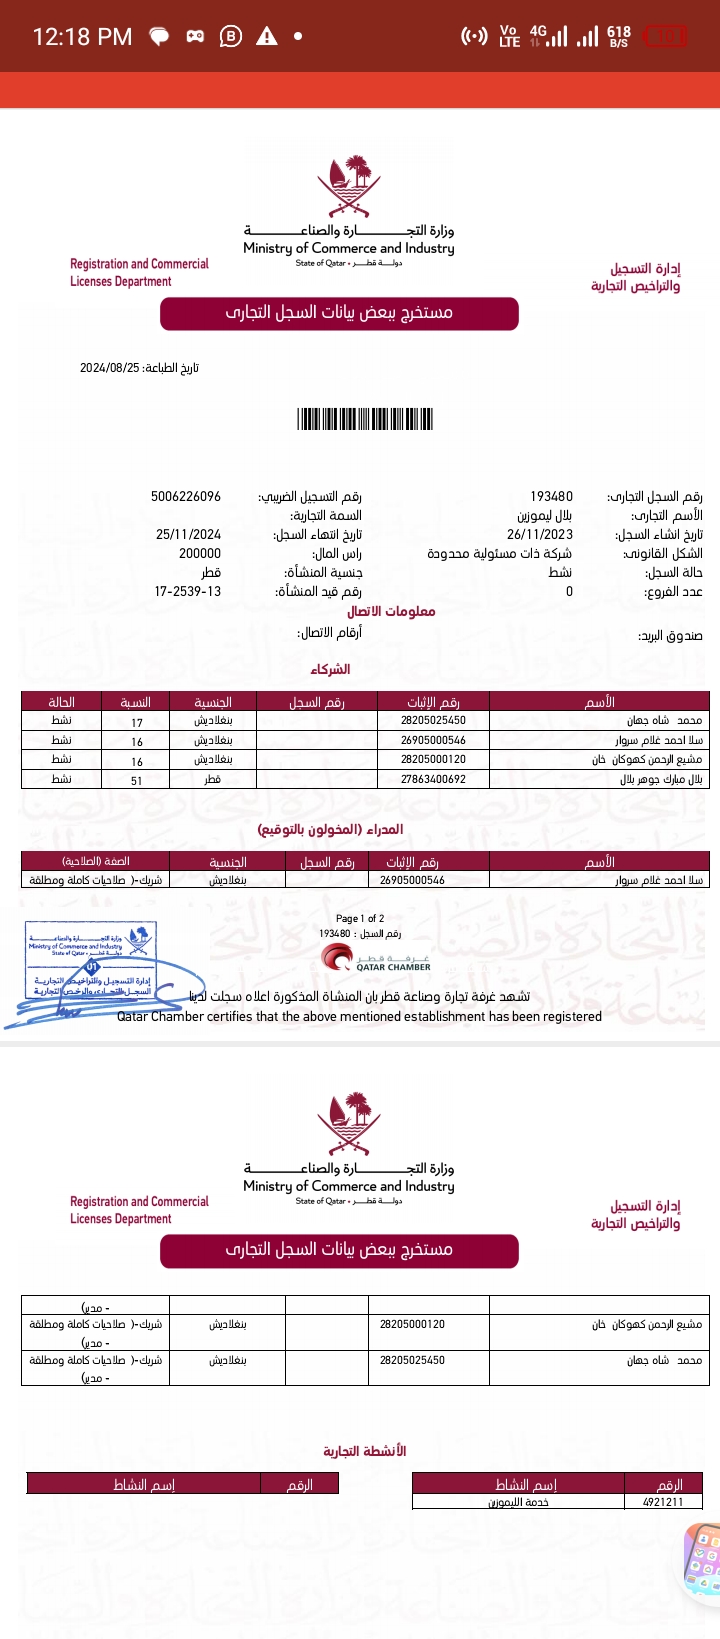 12:18 PM
Vo LTE 4G 618 B/S 10
وزارة التجـــارة والصناعـــة
Ministry of Commerce and Industry
State of Qatar • دولـــة قطـــر
Registration and Commercial
Licenses Department
إدارة التسجيل
والتراخيص التجارية
مستخرج ببعض بيانات السجل التجارى
تاريخ الطباعة: 2024/08/25
رقم السجل التجارى: 193480 رقم التسجيل الضريبي: 5006226096
الأسم التجارى: بلال ليموزين السمة التجارية:
تاريخ انشاء السجل: 26/11/2023 تاريخ انتهاء السجل: 25/11/2024
الشكل القانونى: شركة ذات مسئولية محدودة راس المال: 200000
حالة السجل: نشط جنسية المنشأة: قطر
عدد الفروع: 0 رقم قيد المنشأة: 17-2539-13
معلومات الاتصال
صندوق البريد: أرقام الاتصال:
الشركاء
الأسم رقم الإثبات رقم السجل الجنسية النسبة الحالة
محمد شاه جهان 28205025450 بنغلاديش 17 نشط
سلا احمد غلام سروار 26905000546 بنغلاديش 16 نشط
مشيع الرحمن كهوكان خان 28205000120 بنغلاديش 16 نشط
بلال مبارك جوهر بلال 27863400692 قطر 51 نشط
المدراء (المخولون بالتوقيع)
الأسم رقم الإثبات رقم السجل الجنسية الصفة (الصلاحية)
سلا احمد غلام سروار 26905000546 بنغلاديش شريك-( صلاحيات كاملة ومطلقة
Page 1 of 2
رقم السجل : 193480
غرفة قطر
QATAR CHAMBER
وزارة التجـــارة والصناعـــة
Ministry of Commerce and Industry
State of Qatar • دولـــة قطـــر
01
إدارة التسجيل والتراخيص التجارية
السجل التجاري والرخص التجارية
تشهد غرفة تجارة وصناعة قطر بان المنشاة المذكورة اعلاه سجلت لدينا
Qatar Chamber certifies that the above mentioned establishment has been registered
وزارة التجـــارة والصناعـــة
Ministry of Commerce and Industry
State of Qatar • دولـــة قطـــر
Registration and Commercial
Licenses Department
إدارة التسجيل
والتراخيص التجارية
مستخرج ببعض بيانات السجل التجارى
- مدير)
مشيع الرحمن كهوكان خان 28205000120 بنغلاديش شريك-( صلاحيات كاملة ومطلقة
- مدير)
محمد شاه جهان 28205025450 بنغلاديش شريك-( صلاحيات كاملة ومطلقة
- مدير)
الأنشطة التجارية
الرقم إسم النشاط الرقم إسم النشاط
4921211 خدمة الليموزين